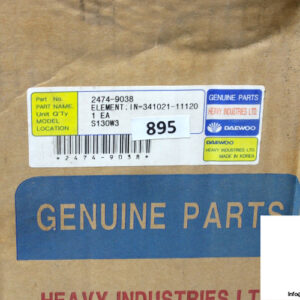 Part No. 2474-9038
PART NAME. ELEMENT;IN-341021-11120
Unit Q'Ty 1 EA
MODEL S130W3
LOCATION
895
*2474-9038*
GENUINE PARTS
HEAVY INDUSTRIES LTD.
DAEWOO
DAEWOO
HEAVY INDUSTRIES LTD.
MADE IN KOREA
GENUINE PARTS
HEAVY INDUSTRIES LT